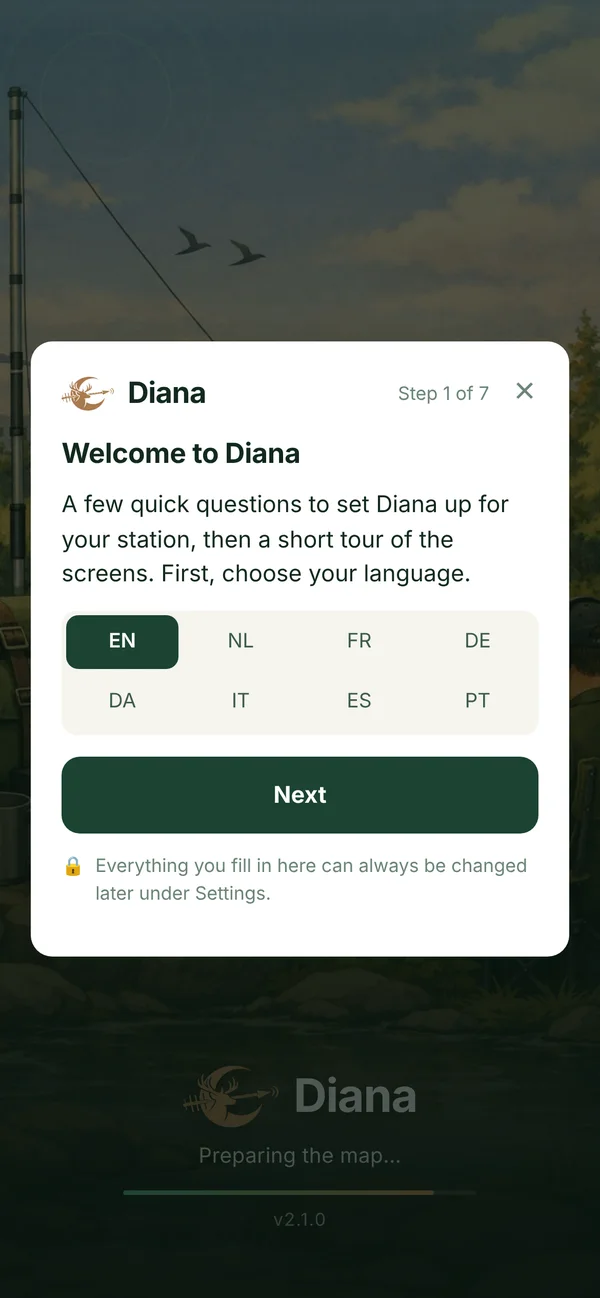 Diana
Step 1 of 7 ✕
Welcome to Diana
A few quick questions to set Diana up for
your station, then a short tour of the
screens. First, choose your language.
EN NL FR DE
DA IT ES PT
Next
🔒 Everything you fill in here can always be changed
later under Settings.
Diana
Preparing the map...
v2.1.0